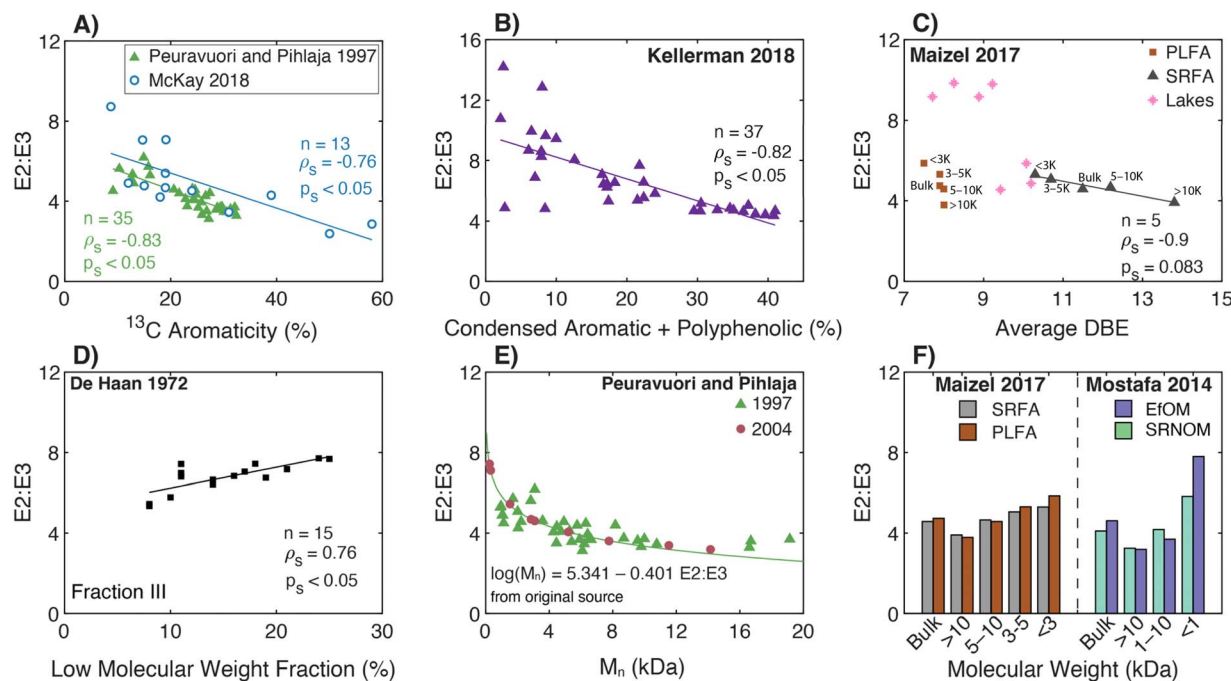 A)
Peuravuori and Pihlaja 1997
McKay 2018
n = 13
ρs = -0.76
ps < 0.05
n = 35
ρs = -0.83
ps < 0.05
E2:E3
12
8
4
0
0 20 40 60
13C Aromaticity (%)
B)
Kellerman 2018
n = 37
ρs = -0.82
ps < 0.05
E2:E3
16
12
8
4
0
0 10 20 30 40
Condensed Aromatic + Polyphenolic (%)
C)
Maizel 2017
PLFA
SRFA
Lakes
<3K
3-5K
Bulk
5-10K
>10K
<3K
3-5K
Bulk
5-10K
>10K
n = 5
ρs = -0.9
ps = 0.083
E2:E3
12
8
4
0
7 9 11 13 15
Average DBE
D)
De Haan 1972
n = 15
ρs = 0.76
ps < 0.05
Fraction III
E2:E3
12
8
4
0
0 10 20 30
Low Molecular Weight Fraction (%)
E)
Peuravuori and Pihlaja
1997
2004
log(Mn) = 5.341 – 0.401 E2:E3
from original source
E2:E3
12
8
4
0
0 4 8 12 16 20
Mn (kDa)
F)
Maizel 2017
SRFA
PLFA
Mostafa 2014
EfOM
SRNOM
E2:E3
12
8
4
0
Bulk >10 5–10 3-5 <3 Bulk >10 1–10 <1
Molecular Weight (kDa)